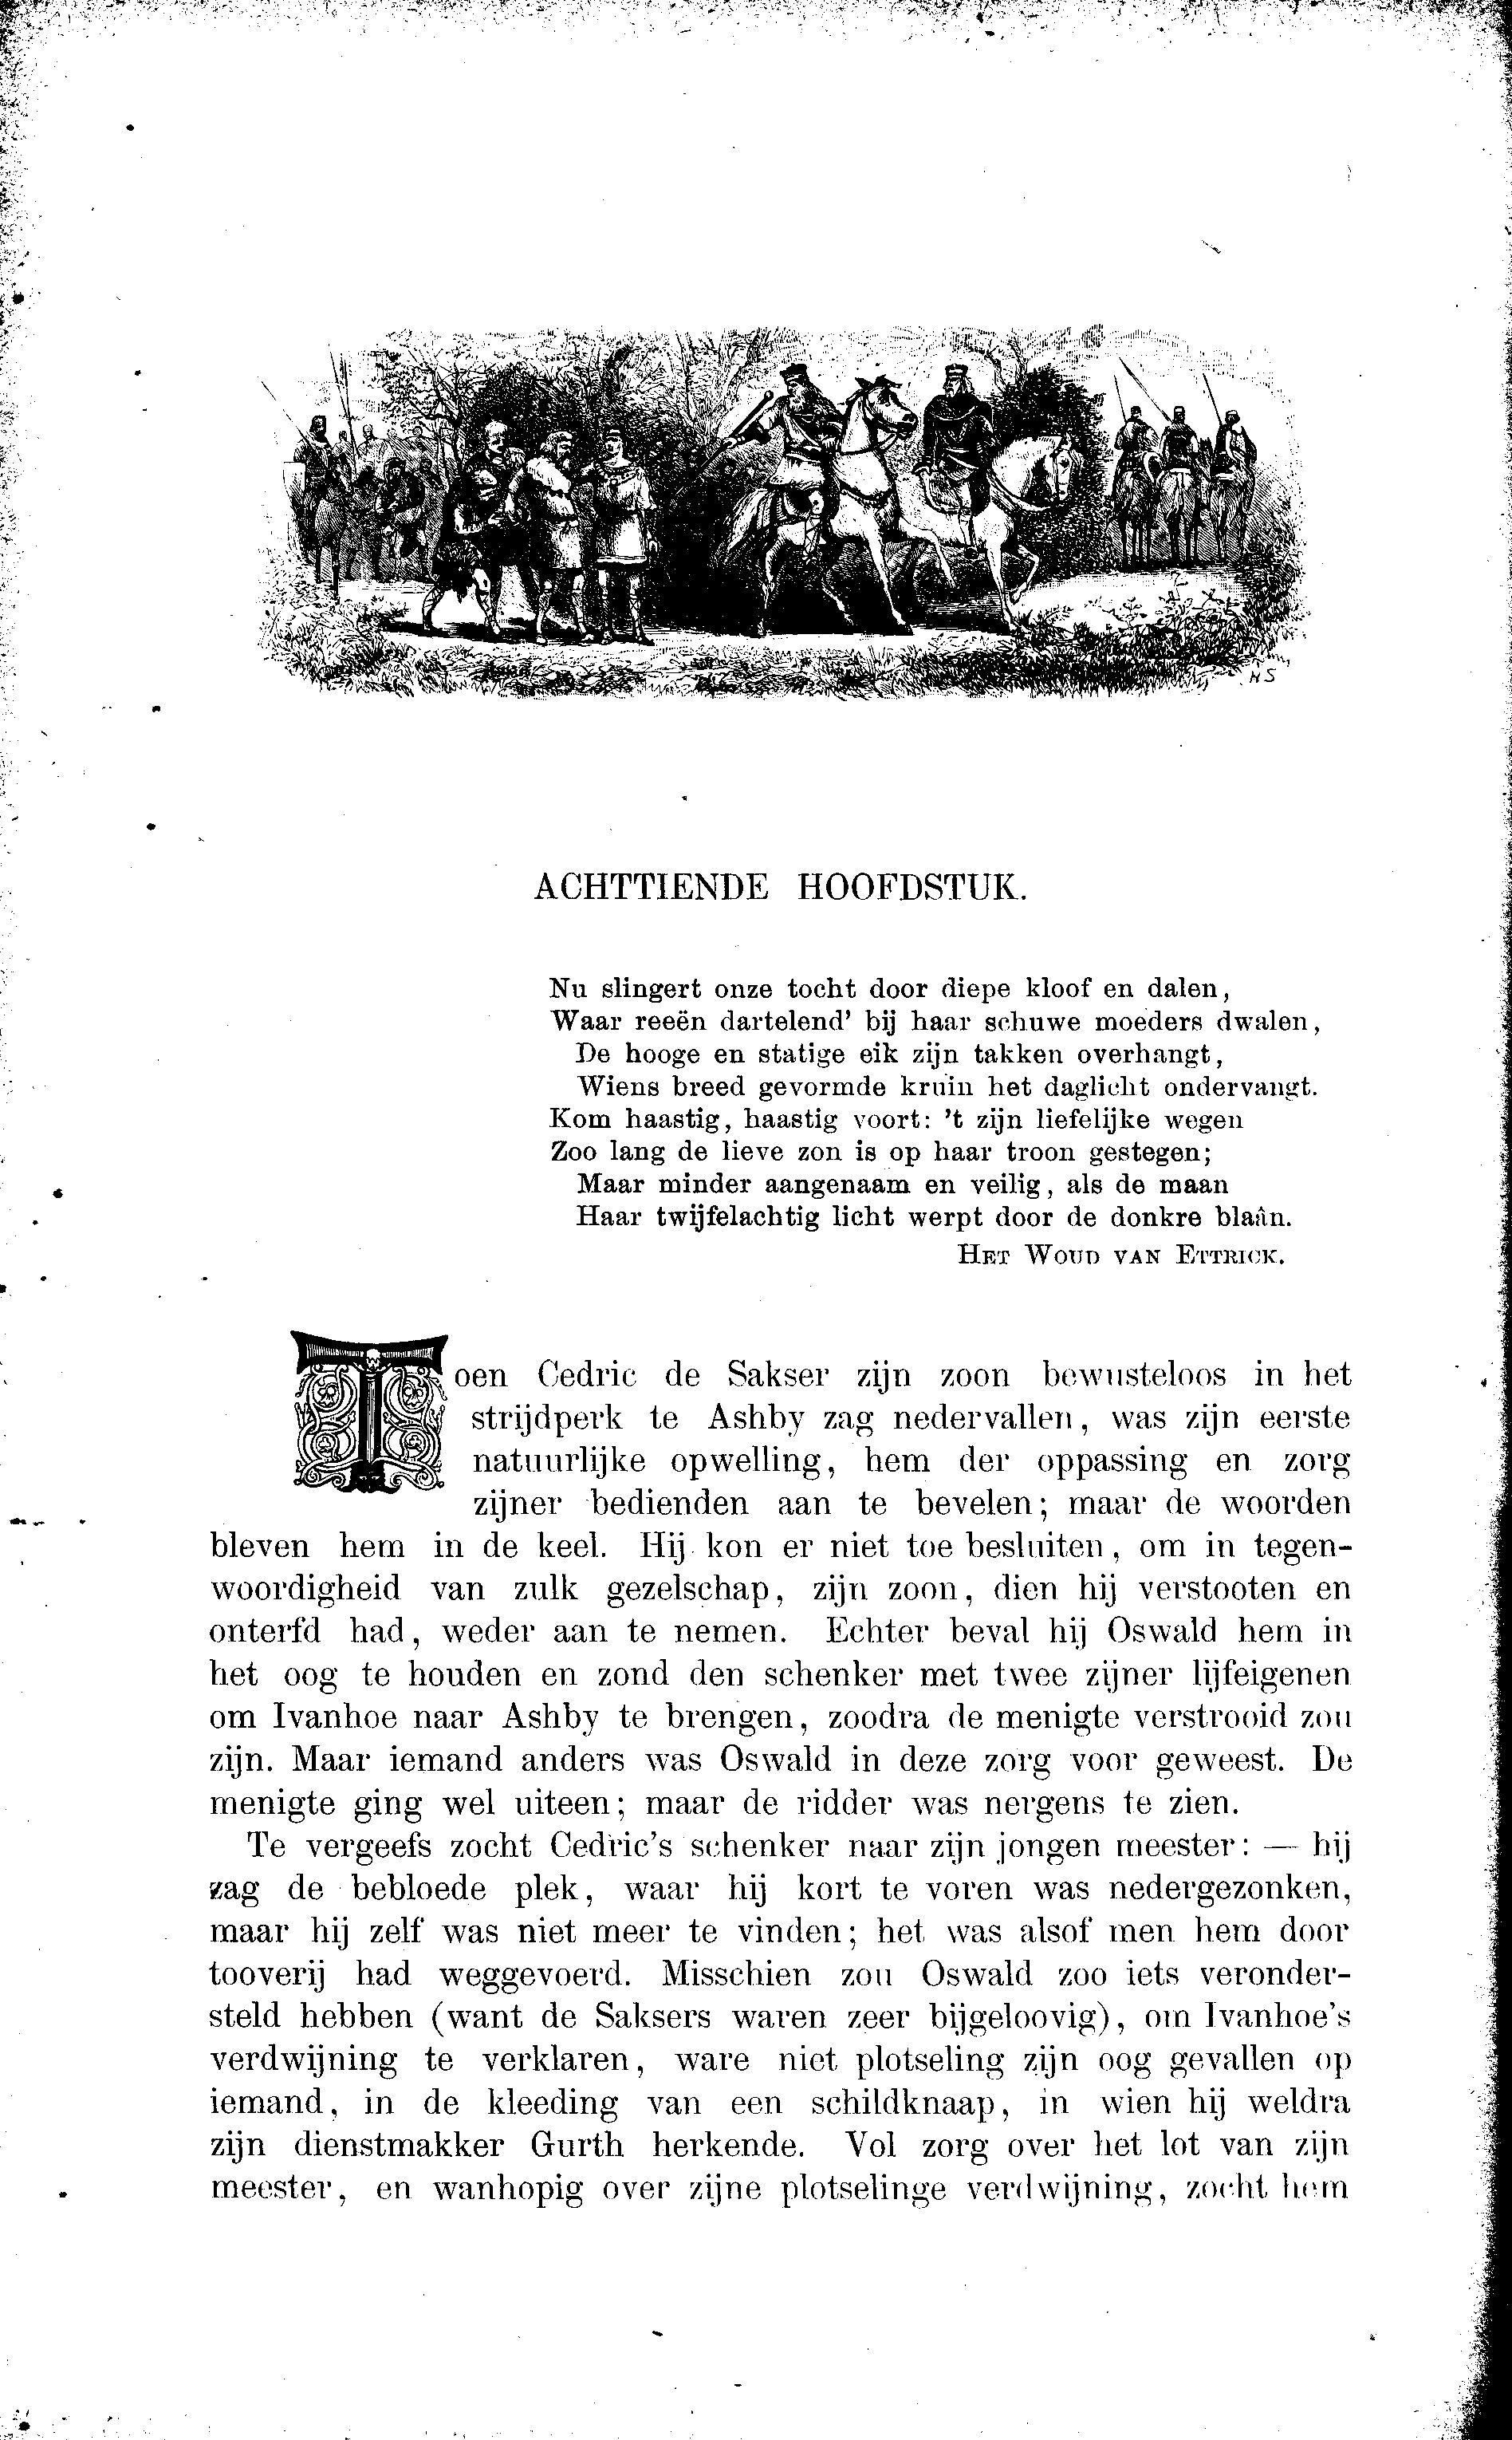 HS
ACHTTIENDE HOOFDSTUK.
Nu slingert onze tocht door diepe kloof en dalen,
Waar reeën dartelend' bij haar schuwe moeders dwalen,
De hooge en statige eik zijn takken overhangt,
Wiens breed gevormde kruin het daglicht ondervangt.
Kom haastig, haastig voort: 't zijn liefelijke wegen
Zoo lang de lieve zon is op haar troon gestegen;
Maar minder aangenaam en veilig, als de maan
Haar twijfelachtig licht werpt door de donkre blaân.
HET WOUD VAN ETTRICK.
Toen Cedric de Sakser zijn zoon bewusteloos in het
strijdperk te Ashby zag nedervallen, was zijn eerste
natuurlijke opwelling, hem der oppassing en zorg
zijner bedienden aan te bevelen; maar de woorden
bleven hem in de keel. Hij kon er niet toe besluiten, om in tegen-
woordigheid van zulk gezelschap, zijn zoon, dien hij verstooten en
onterfd had, weder aan te nemen. Echter beval hij Oswald hem in
het oog te houden en zond den schenker met twee zijner lijfeigenen
om Ivanhoe naar Ashby te brengen, zoodra de menigte verstrooid zou
zijn. Maar iemand anders was Oswald in deze zorg voor geweest. De
menigte ging wel uiteen; maar de ridder was nergens te zien.
Te vergeefs zocht Cedric's schenker naar zijn jongen meester: — hij
zag de bebloede plek, waar hij kort te voren was nedergezonken,
maar hij zelf was niet meer te vinden; het was alsof men hem door
tooverij had weggevoerd. Misschien zou Oswald zoo iets veronder-
steld hebben (want de Saksers waren zeer bijgeloovig), om Ivanhoe's
verdwijning te verklaren, ware niet plotseling zijn oog gevallen op
iemand, in de kleeding van een schildknaap, in wien hij weldra
zijn dienstmakker Gurth herkende. Vol zorg over het lot van zijn
meester, en wanhopig over zijne plotselinge verdwijning, zocht hem